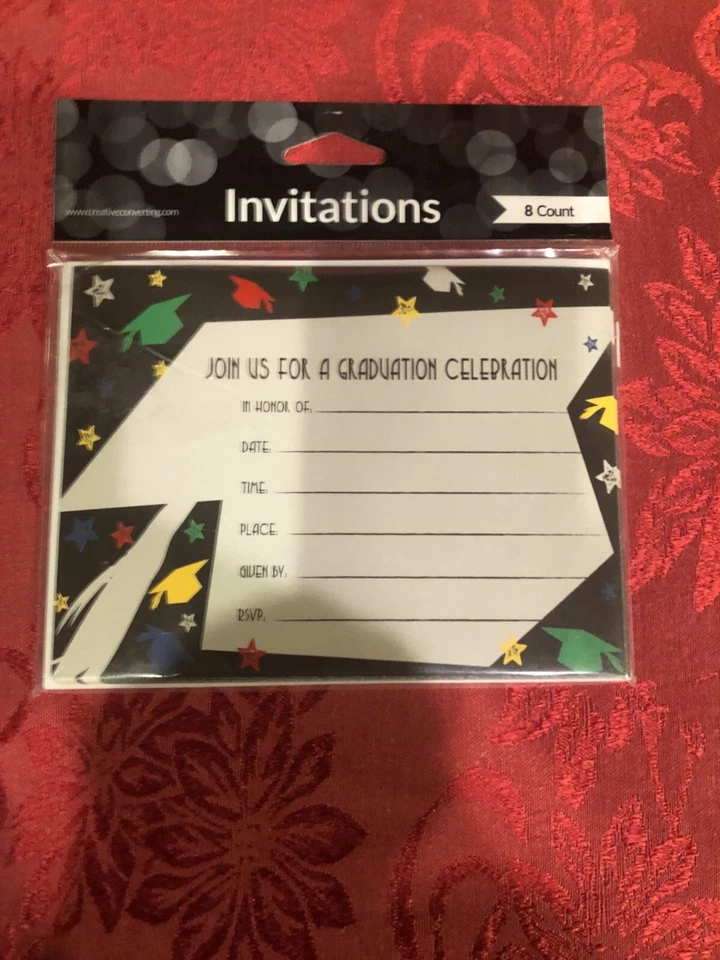 www.creativeconverting.com
Invitations
8 Count
JOIN US FOR A GRADUATION CELEBRATION
IN HONOR OF:
DATE:
TIME:
PLACE:
GIVEN BY:
RSVP: